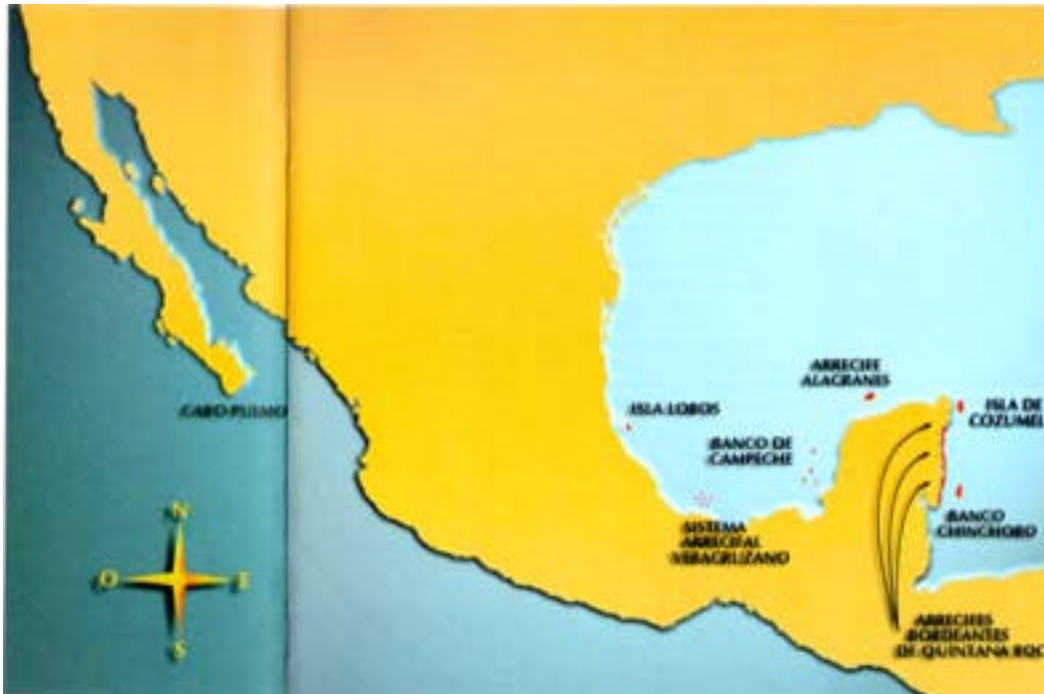 CABO PULMO
ISLA LOBOS
ARRECIFE
ALACRANES
ISLA DE
COZUMEL
BANCO DE
CAMPECHE
SISTEMA
ARRECIFAL
VERACRUZANO
BANCO
CHINCHORO
ARRECIFES
BORDEANTES
DE QUINTANA ROO
N
O
E
S